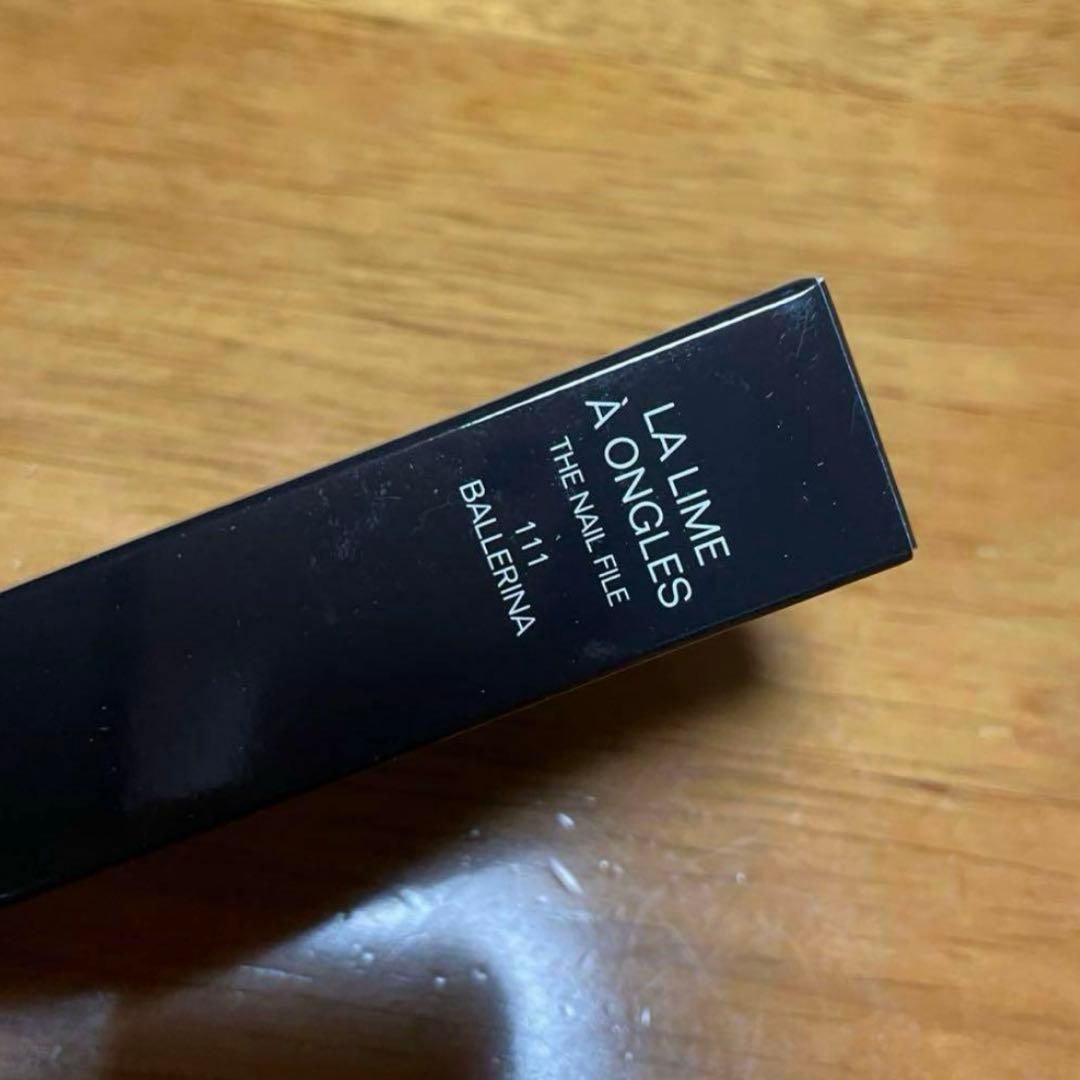 LA LIME
À ONGLES
THE NAIL FILE
111
BALLERINA